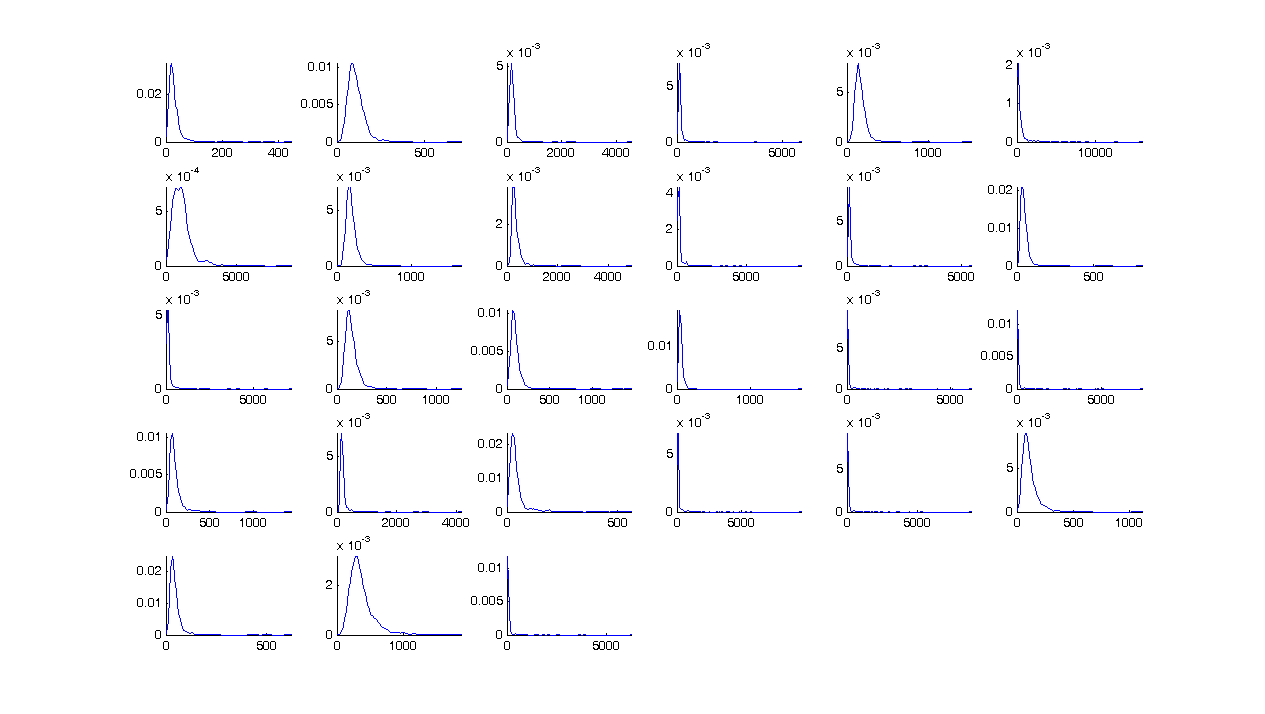 x 10^-3 x 10^-3 x 10^-3
0.02 0.01 5 5 5 2
0.005 1
0 0 0 0 0 0
0 200 400 0 500 0 2000 4000 0 5000 0 1000 0 10000
x 10^-4 x 10^-3 x 10^-3 x 10^-3 x 10^-3
5 5 2 4 5 0.02
2 0.01
0 0 0 0 0 0
0 5000 0 1000 0 2000 4000 0 5000 0 5000 0 500
x 10^-3 x 10^-3 x 10^-3
5 5 0.01 0.01 5 0.01
0.005 0.005
0 0 0 0 0 0
0 5000 0 500 1000 0 500 1000 0 1000 0 5000 0 5000
x 10^-3 x 10^-3 x 10^-3 x 10^-3
0.01 5 0.02 5 5 5
0.005 0.01
0 0 0 0 0 0
0 500 1000 0 2000 4000 0 500 0 5000 0 5000 0 500 1000
x 10^-3
0.02 2 0.01
0.01 0.005
0 0 0
0 500 0 1000 0 5000